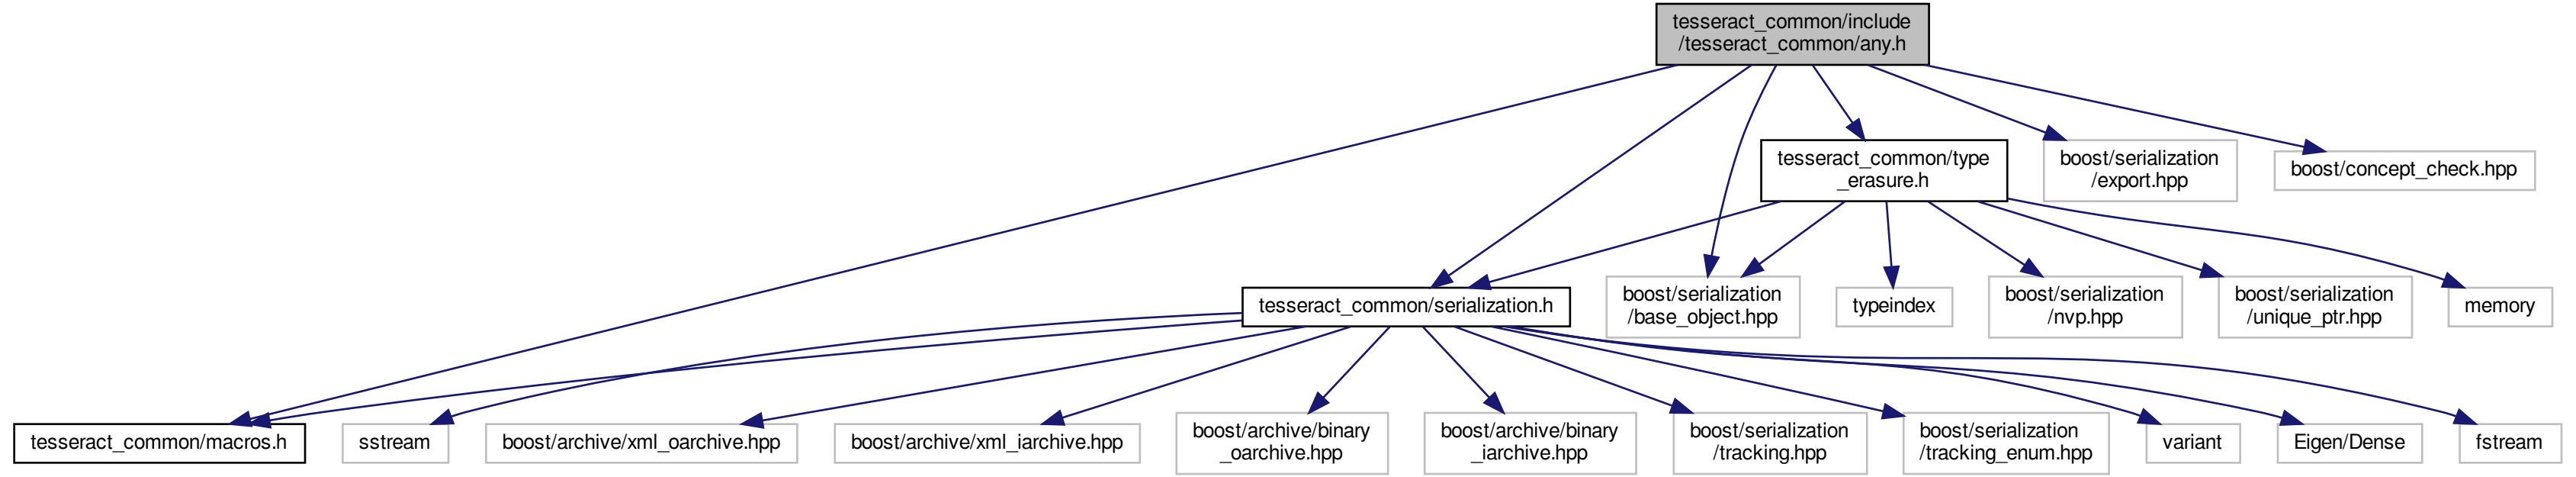 tesseract_common/include
/tesseract_common/any.h
tesseract_common/type
_erasure.h
boost/serialization
/export.hpp
boost/concept_check.hpp
tesseract_common/serialization.h
boost/serialization
/base_object.hpp
typeindex
boost/serialization
/nvp.hpp
boost/serialization
/unique_ptr.hpp
memory
tesseract_common/macros.h
sstream
boost/archive/xml_oarchive.hpp
boost/archive/xml_iarchive.hpp
boost/archive/binary
_oarchive.hpp
boost/archive/binary
_iarchive.hpp
boost/serialization
/tracking.hpp
boost/serialization
/tracking_enum.hpp
variant
Eigen/Dense
fstream